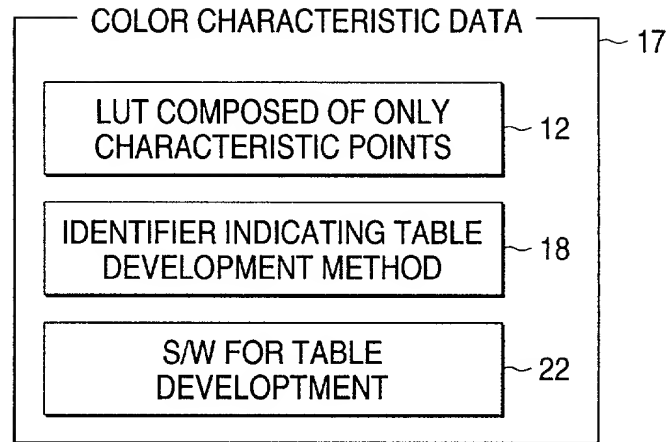 COLOR CHARACTERISTIC DATA
17
LUT COMPOSED OF ONLY
CHARACTERISTIC POINTS
12
IDENTIFIER INDICATING TABLE
DEVELOPMENT METHOD
18
S/W FOR TABLE
DEVELOPTMENT
22